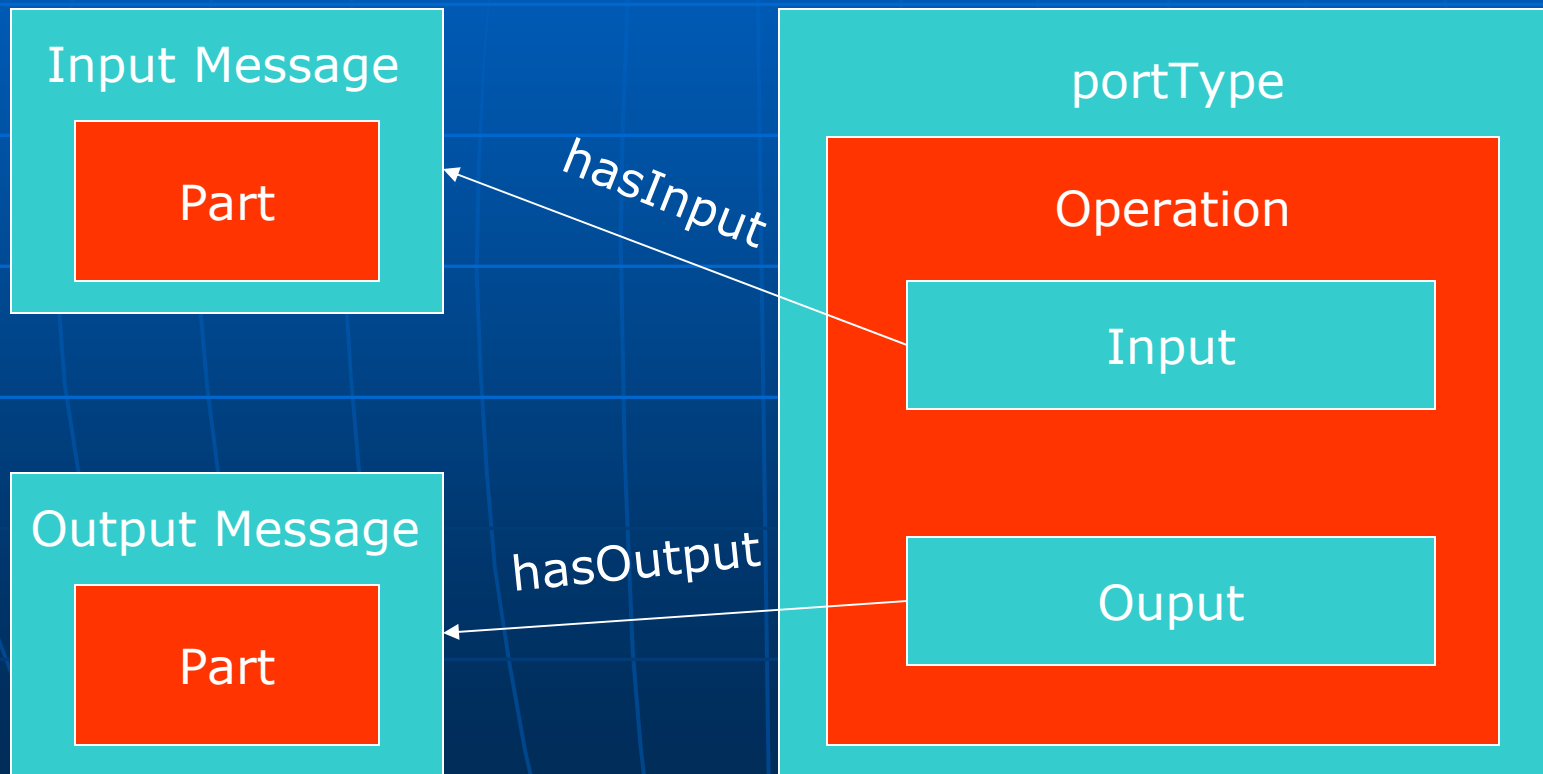 Input Message
Part
hasInput
portType
Operation
Input
Output Message
Part
hasOutput
Ouput